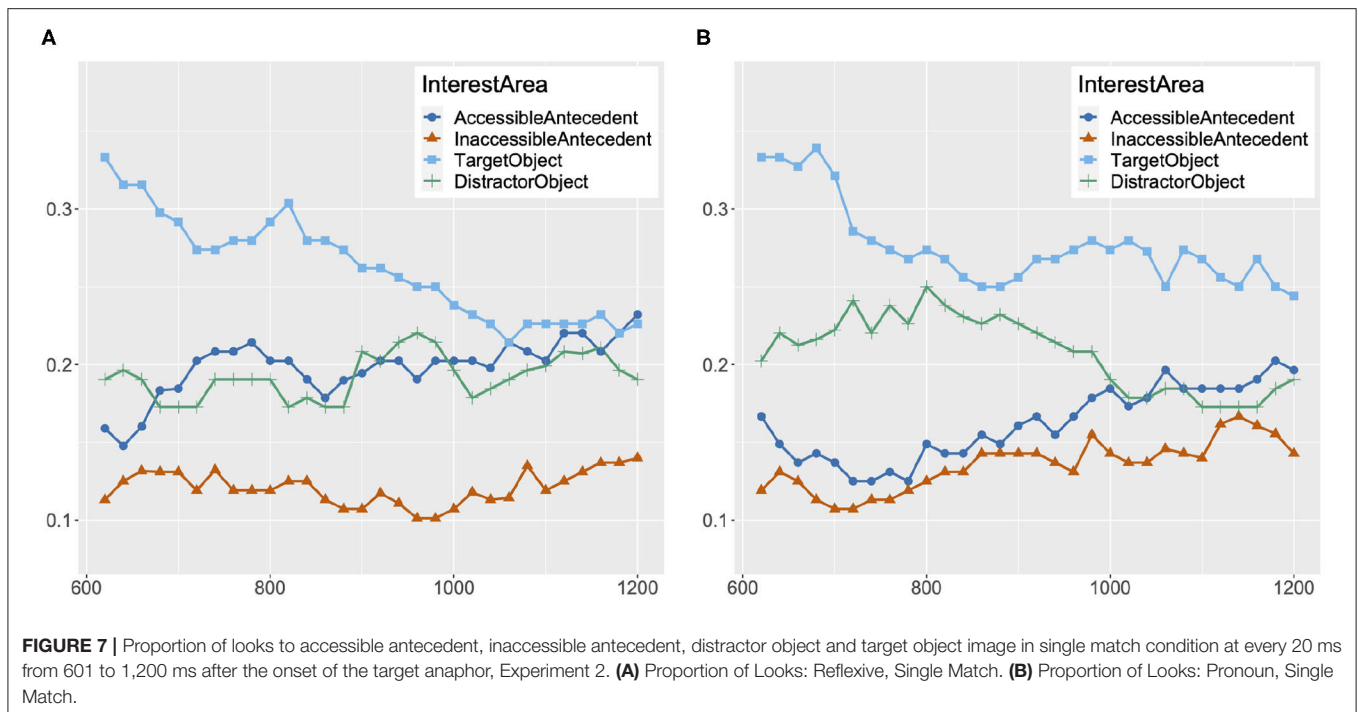 A
B
InterestArea
AccessibleAntecedent
InaccessibleAntecedent
TargetObject
DistractorObject
0.3
0.2
0.1
600
800
1000
1200
InterestArea
AccessibleAntecedent
InaccessibleAntecedent
TargetObject
DistractorObject
0.3
0.2
0.1
600
800
1000
1200
FIGURE 7 | Proportion of looks to accessible antecedent, inaccessible antecedent, distractor object and target object image in single match condition at every 20 ms
from 601 to 1,200 ms after the onset of the target anaphor, Experiment 2. (A) Proportion of Looks: Reflexive, Single Match. (B) Proportion of Looks: Pronoun, Single
Match.